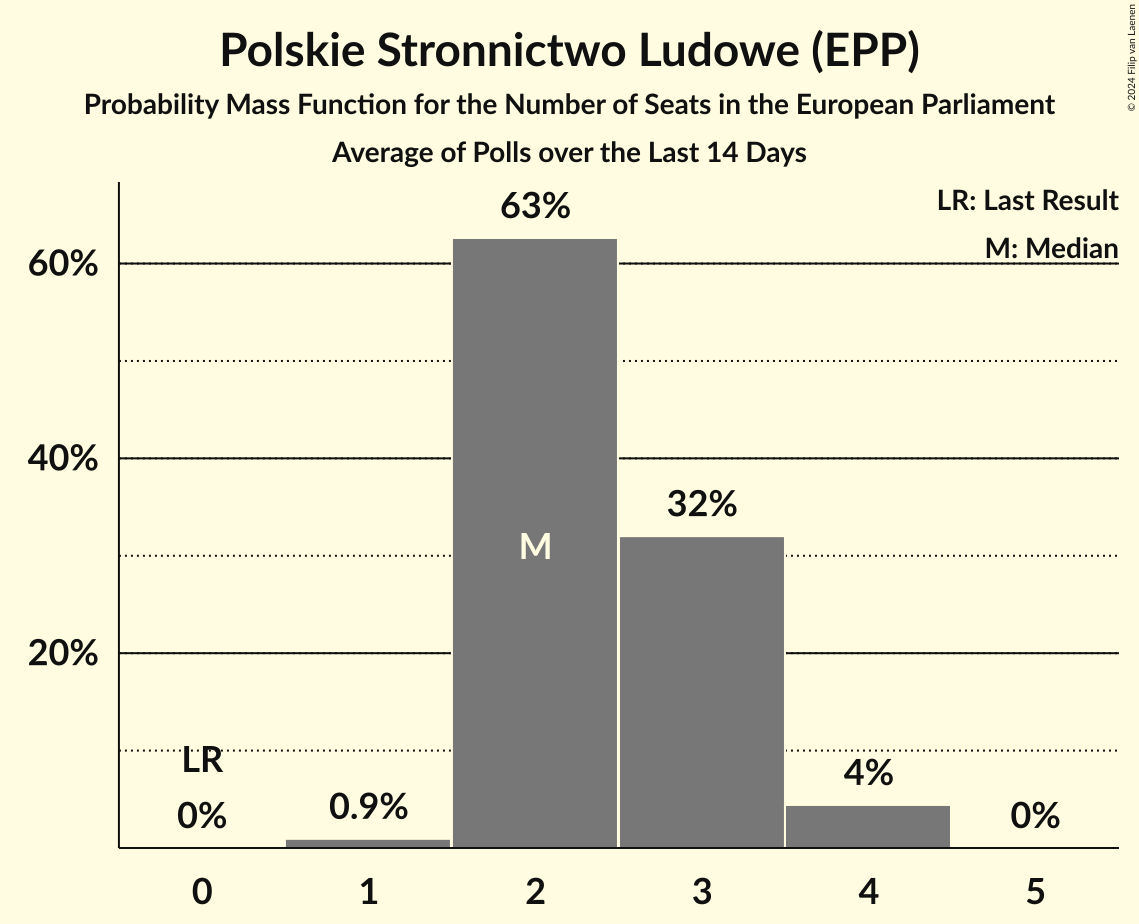 Polskie Stronnictwo Ludowe (EPP)
Probability Mass Function for the Number of Seats in the European Parliament
Average of Polls over the Last 14 Days
© 2024 Filip van Laenen
LR: Last Result
M: Median
63%
60%
40%
32%
M
20%
LR
4%
0%
0.9%
0%
0 1 2 3 4 5